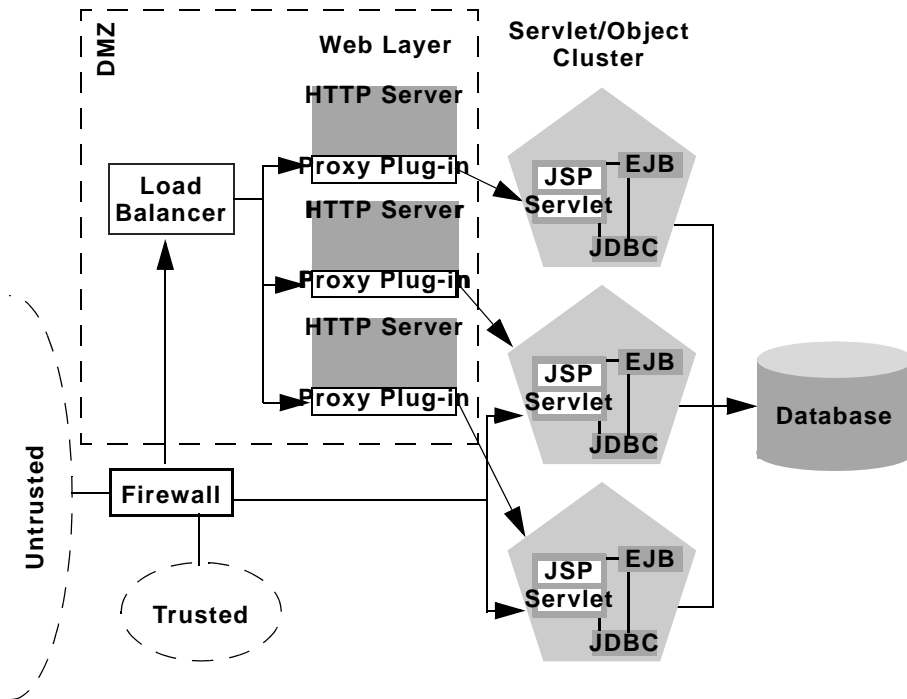 DMZ
Web Layer
Servlet/Object
Cluster
HTTP Server
Proxy Plug-in
Load
Balancer
HTTP Server
Proxy Plug-in
HTTP Server
Proxy Plug-in
JSP
Servlet
EJB
JDBC
JSP
Servlet
EJB
JDBC
JSP
Servlet
EJB
JDBC
Database
Untrusted
Firewall
Trusted